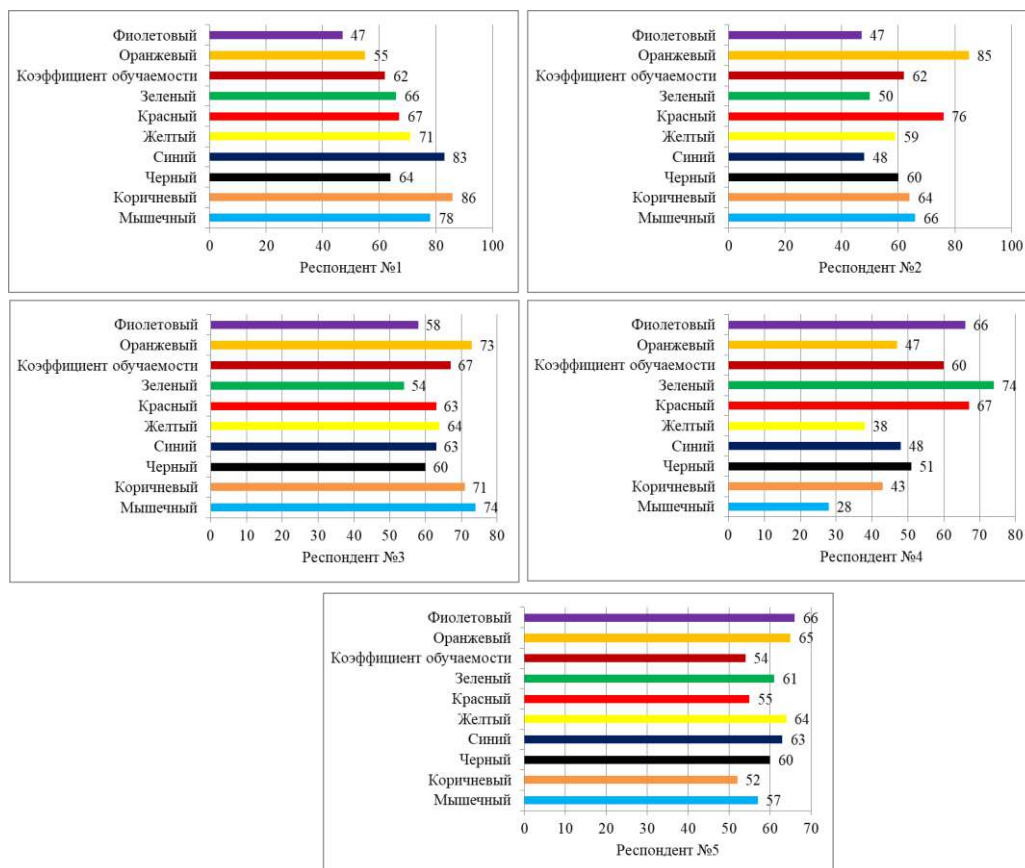 Фиолетовый 47
Оранжевый 55
Коэффициент обучаемости 62
Зеленый 66
Красный 67
Желтый 71
Синий 83
Черный 64
Коричневый 86
Мышечный 78
0 20 40 60 80 100
Респондент №1
Фиолетовый 47
Оранжевый 85
Коэффициент обучаемости 62
Зеленый 50
Красный 76
Желтый 59
Синий 48
Черный 60
Коричневый 64
Мышечный 66
0 20 40 60 80 100
Респондент №2
Фиолетовый 58
Оранжевый 73
Коэффициент обучаемости 67
Зеленый 54
Красный 63
Желтый 64
Синий 63
Черный 60
Коричневый 71
Мышечный 74
0 10 20 30 40 50 60 70 80
Респондент №3
Фиолетовый 66
Оранжевый 47
Коэффициент обучаемости 60
Зеленый 74
Красный 67
Желтый 38
Синий 48
Черный 51
Коричневый 43
Мышечный 28
0 10 20 30 40 50 60 70 80
Респондент №4
Фиолетовый 66
Оранжевый 65
Коэффициент обучаемости 54
Зеленый 61
Красный 55
Желтый 64
Синий 63
Черный 60
Коричневый 52
Мышечный 57
0 10 20 30 40 50 60 70
Респондент №5